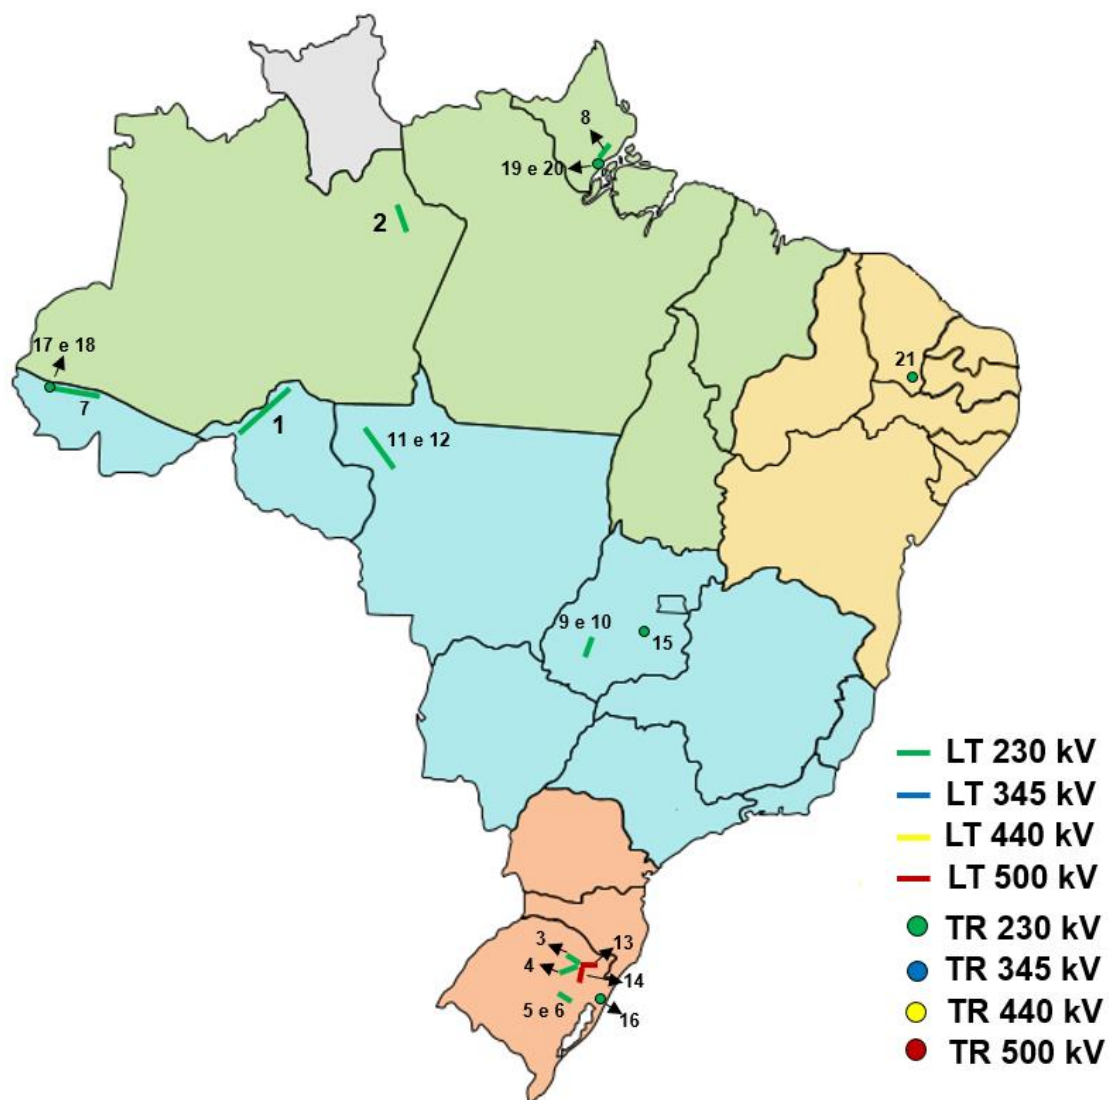 8
19 e 20
2
17 e 18
7
1
11 e 12
21
9 e 10
15
LT 230 kV
LT 345 kV
LT 440 kV
LT 500 kV
TR 230 kV
TR 345 kV
TR 440 kV
TR 500 kV
3
13
4
14
5 e 6
16